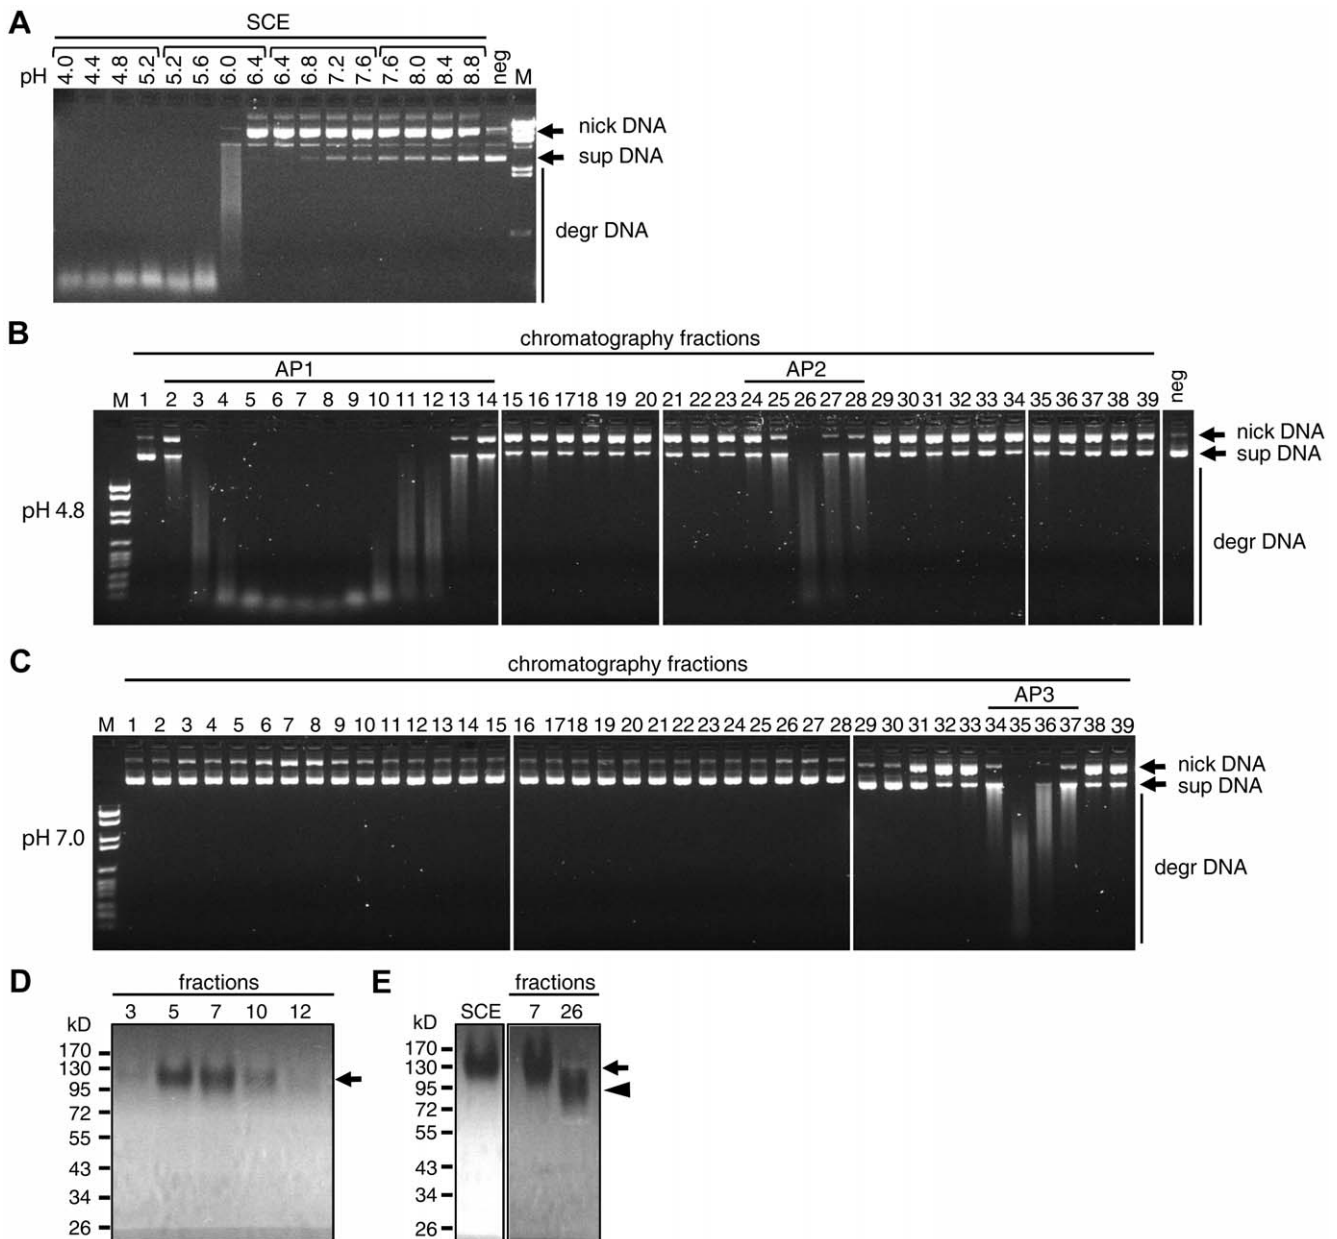 A
SCE
pH 4.0 4.4 4.8 5.2 5.2 5.6 6.0 6.4 6.4 6.8 7.2 7.6 7.6 8.0 8.4 8.8 neg M
nick DNA
sup DNA
degr DNA
B
chromatography fractions
AP1 AP2
M 1 2 3 4 5 6 7 8 9 10 11 12 13 14 15 16 17 18 19 20 21 22 23 24 25 26 27 28 29 30 31 32 33 34 35 36 37 38 39 neg
nick DNA
sup DNA
pH 4.8
degr DNA
C
chromatography fractions
AP3
M 1 2 3 4 5 6 7 8 9 10 11 12 13 14 15 16 17 18 19 20 21 22 23 24 25 26 27 28 29 30 31 32 33 34 35 36 37 38 39
nick DNA
sup DNA
pH 7.0
degr DNA
D
fractions
3 5 7 10 12
kD
170
130
95
72
55
43
34
26
E
fractions
SCE 7 26
kD
170
130
95
72
55
43
34
26